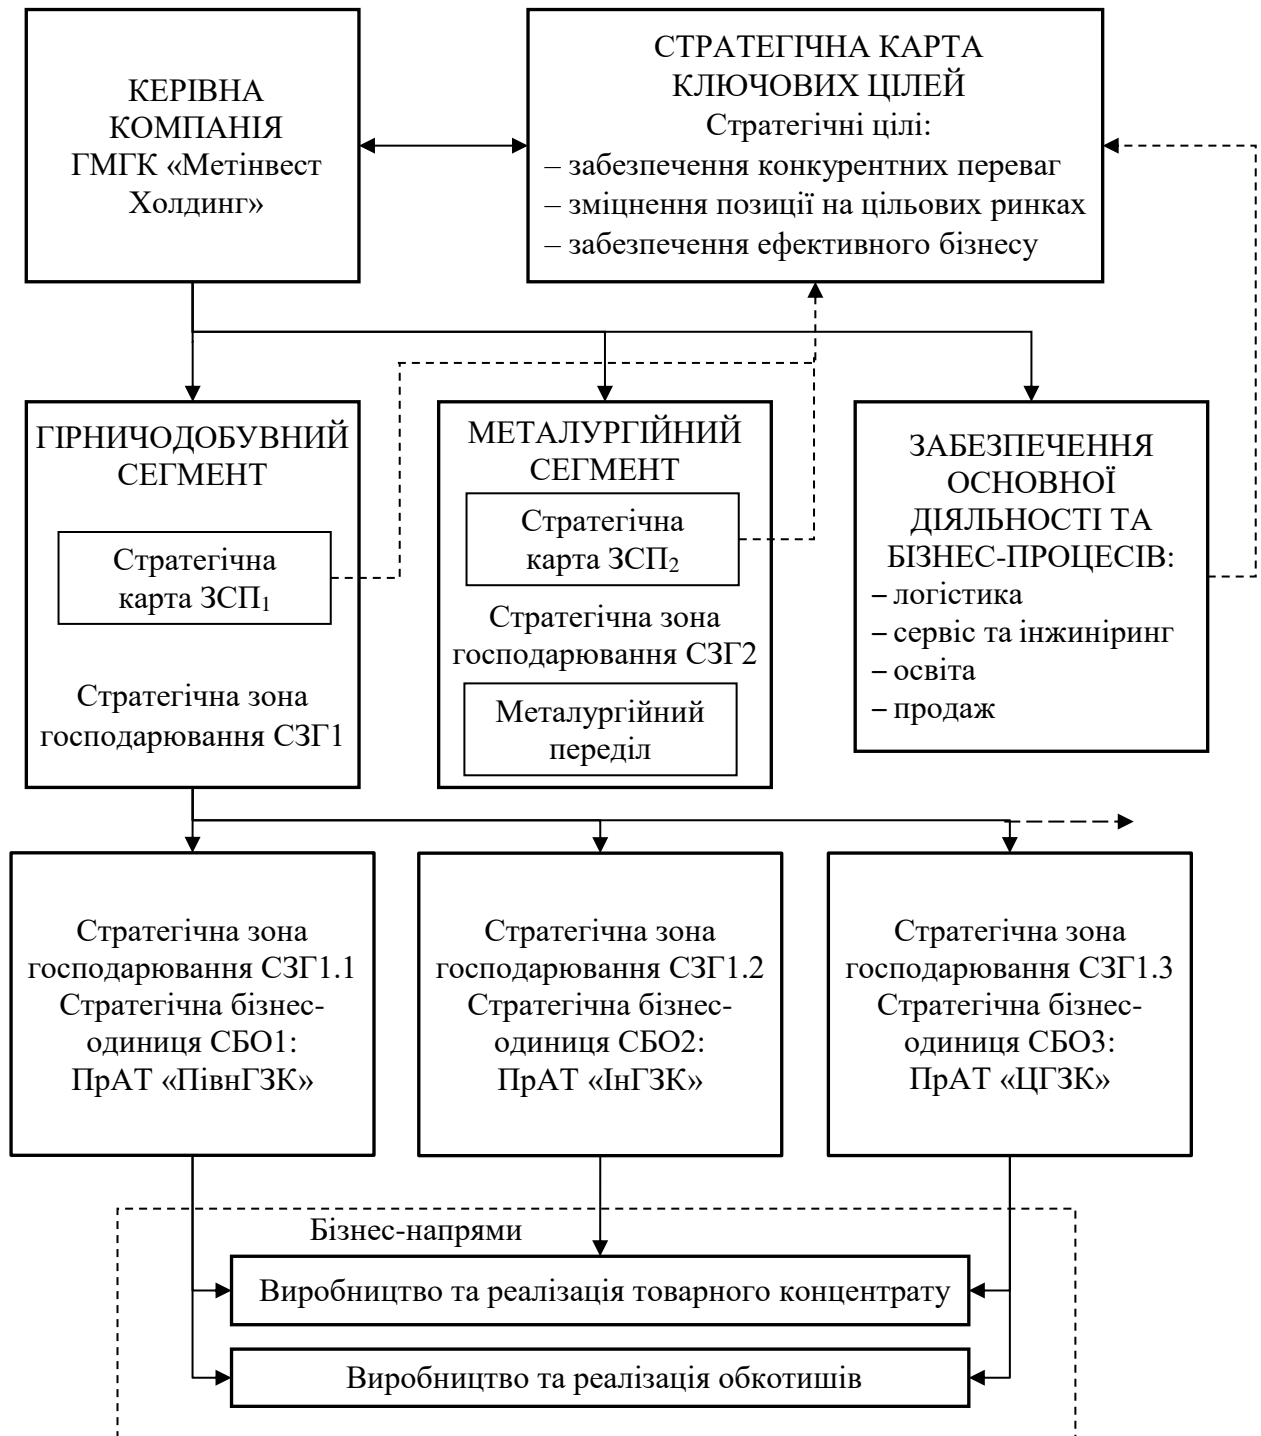 КЕРІВНА
КОМПАНІЯ
ГМГК «Метінвест
Холдинг»
СТРАТЕГІЧНА КАРТА
КЛЮЧОВИХ ЦІЛЕЙ
Стратегічні цілі:
– забезпечення конкурентних переваг
– зміцнення позиції на цільових ринках
– забезпечення ефективного бізнесу
ГІРНИЧОДОБУВНИЙ
СЕГМЕНТ
Стратегічна
карта ЗСП₁
Стратегічна зона
господарювання СЗГ1
МЕТАЛУРГІЙНИЙ
СЕГМЕНТ
Стратегічна
карта ЗСП₂
Стратегічна зона
господарювання СЗГ2
Металургійний
переділ
ЗАБЕЗПЕЧЕННЯ
ОСНОВНОЇ
ДІЯЛЬНОСТІ ТА
БІЗНЕС-ПРОЦЕСІВ:
– логістика
– сервіс та інжиніринг
– освіта
– продаж
Стратегічна зона
господарювання СЗГ1.1
Стратегічна бізнес-
одиниця СБО1:
ПрАТ «ПівнГЗК»
Стратегічна зона
господарювання СЗГ1.2
Стратегічна бізнес-
одиниця СБО2:
ПрАТ «ІнГЗК»
Стратегічна зона
господарювання СЗГ1.3
Стратегічна бізнес-
одиниця СБО3:
ПрАТ «ЦГЗК»
Бізнес-напрями
Виробництво та реалізація товарного концентрату
Виробництво та реалізація обкотишів